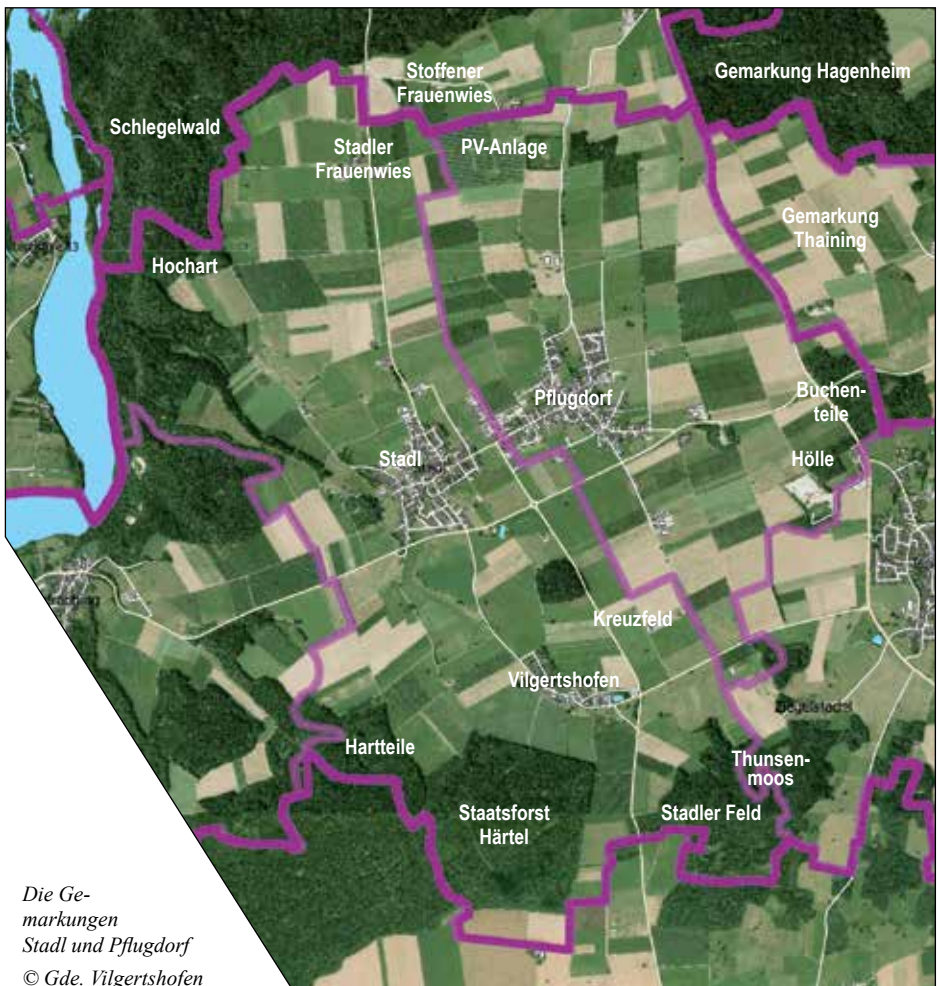 Stoffener
Frauenwies
Gemarkung Hagenheim
Schlegelwald
Stadler
Frauenwies
PV-Anlage
Gemarkung
Thaining
Hochart
Buchen-
teile
Pflugdorf
Stadl
Hölle
Kreuzfeld
Vilgertshofen
Hartteile
Thunsen-
moos
Staatsforst
Härtel
Stadler Feld
Die Ge-
markungen
Stadl und Pflugdorf
© Gde. Vilgertshofen